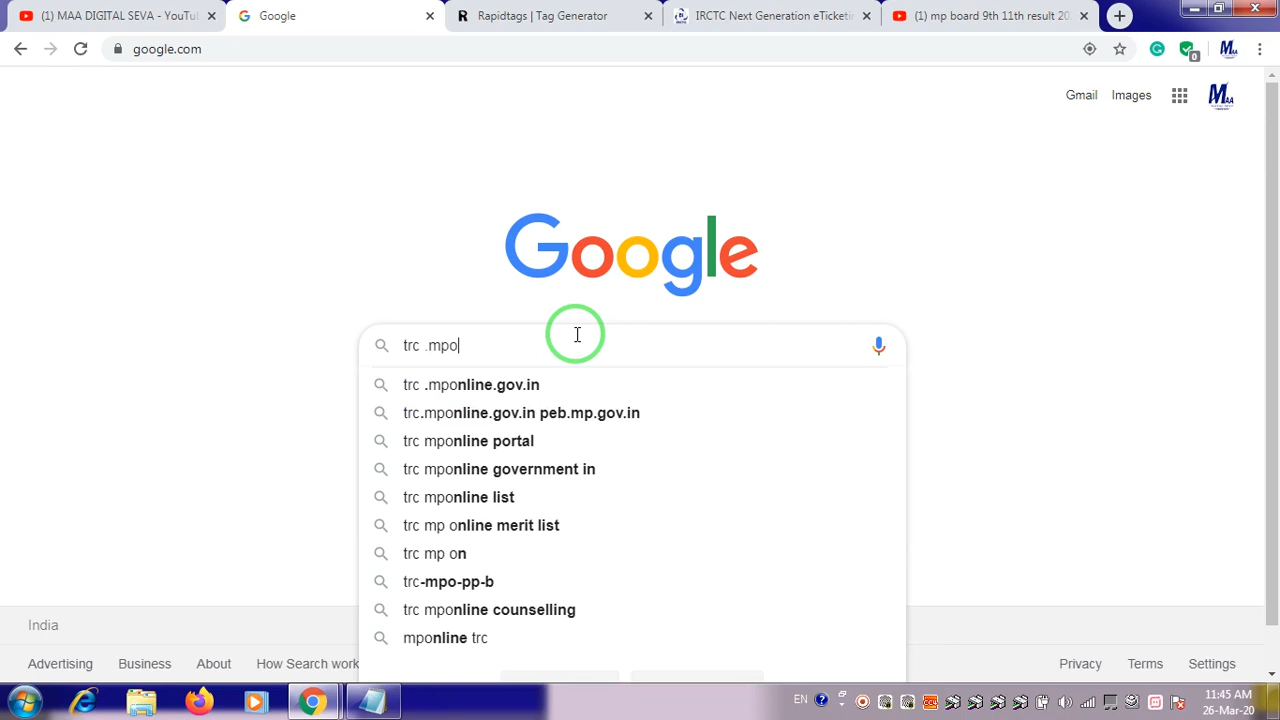 (1) MAA DIGITAL SEVA - YouTu
Google
Rapidtags | Tag Generator
IRCTC Next Generation eTicketin
(1) mp board 9th 11th result 202
google.com
0
Gmail
Images
MAA
Google
trc .mpo
trc .mponline.gov.in
trc.mponline.gov.in peb.mp.gov.in
trc mponline portal
trc mponline government in
trc mponline list
trc mp online merit list
trc mp on
trc-mpo-pp-b
trc mponline counselling
mponline trc
India
Advertising
Business
About
How Search work
Privacy
Terms
Settings
EN
11:45 AM
26-Mar-20